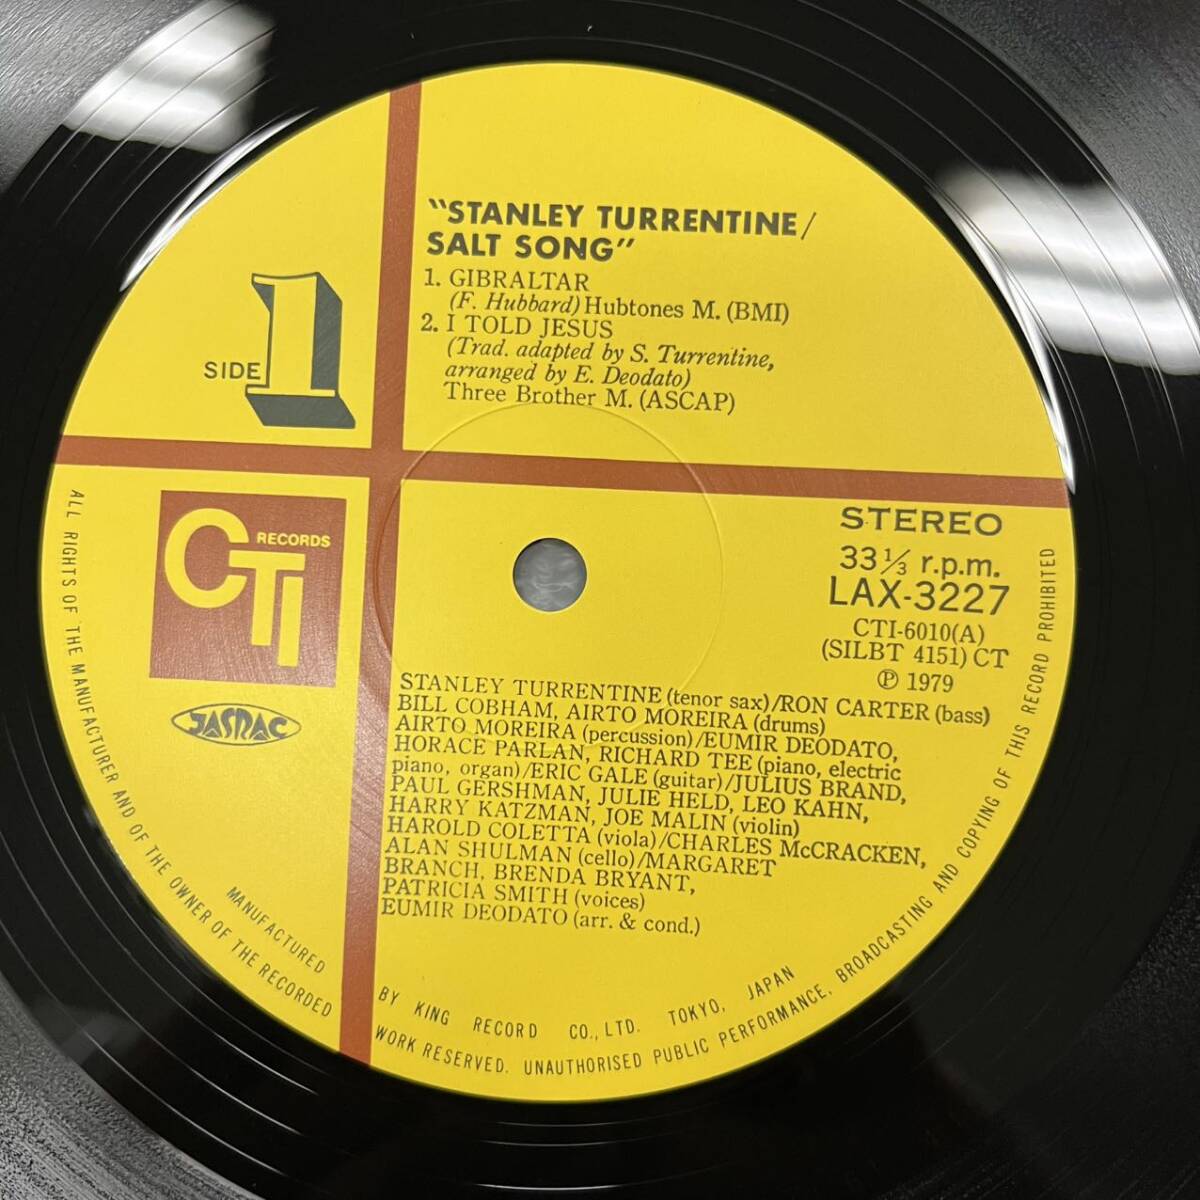 "STANLEY TURRENTINE/
SALT SONG"
1. GIBRALTAR
(F. Hubbard) Hubtones M. (BMI)
2. I TOLD JESUS
(Trad. adapted by S. Turrentine,
arranged by E. Deodato)
Three Brother M. (ASCAP)
SIDE 1
CTI RECORDS
JASRAC
STEREO
33⅓ r.p.m.
LAX-3227
CTI-6010(A)
(SILBT 4151) CT
℗ 1979
STANLEY TURRENTINE (tenor sax)/RON CARTER (bass)
BILL COBHAM, AIRTO MOREIRA (drums)
AIRTO MOREIRA (percussion)/EUMIR DEODATO,
HORACE PARLAN, RICHARD TEE (piano, electric
piano, organ)/ERIC GALE (guitar)/JULIUS BRAND,
PAUL GERSHMAN, JULIE HELD, LEO KAHN,
HARRY KATZMAN, JOE MALIN (violin)
HAROLD COLETTA (viola)/CHARLES McCRACKEN,
ALAN SHULMAN (cello)/MARGARET
BRANCH, BRENDA BRYANT,
PATRICIA SMITH (voices)
EUMIR DEODATO (arr. & cond.)
MANUFACTURED BY KING RECORD CO., LTD. TOKYO, JAPAN
ALL RIGHTS OF THE MANUFACTURER AND OF THE OWNER OF THE RECORDED WORK RESERVED. UNAUTHORISED PUBLIC PERFORMANCE, BROADCASTING AND COPYING OF THIS RECORD PROHIBITED